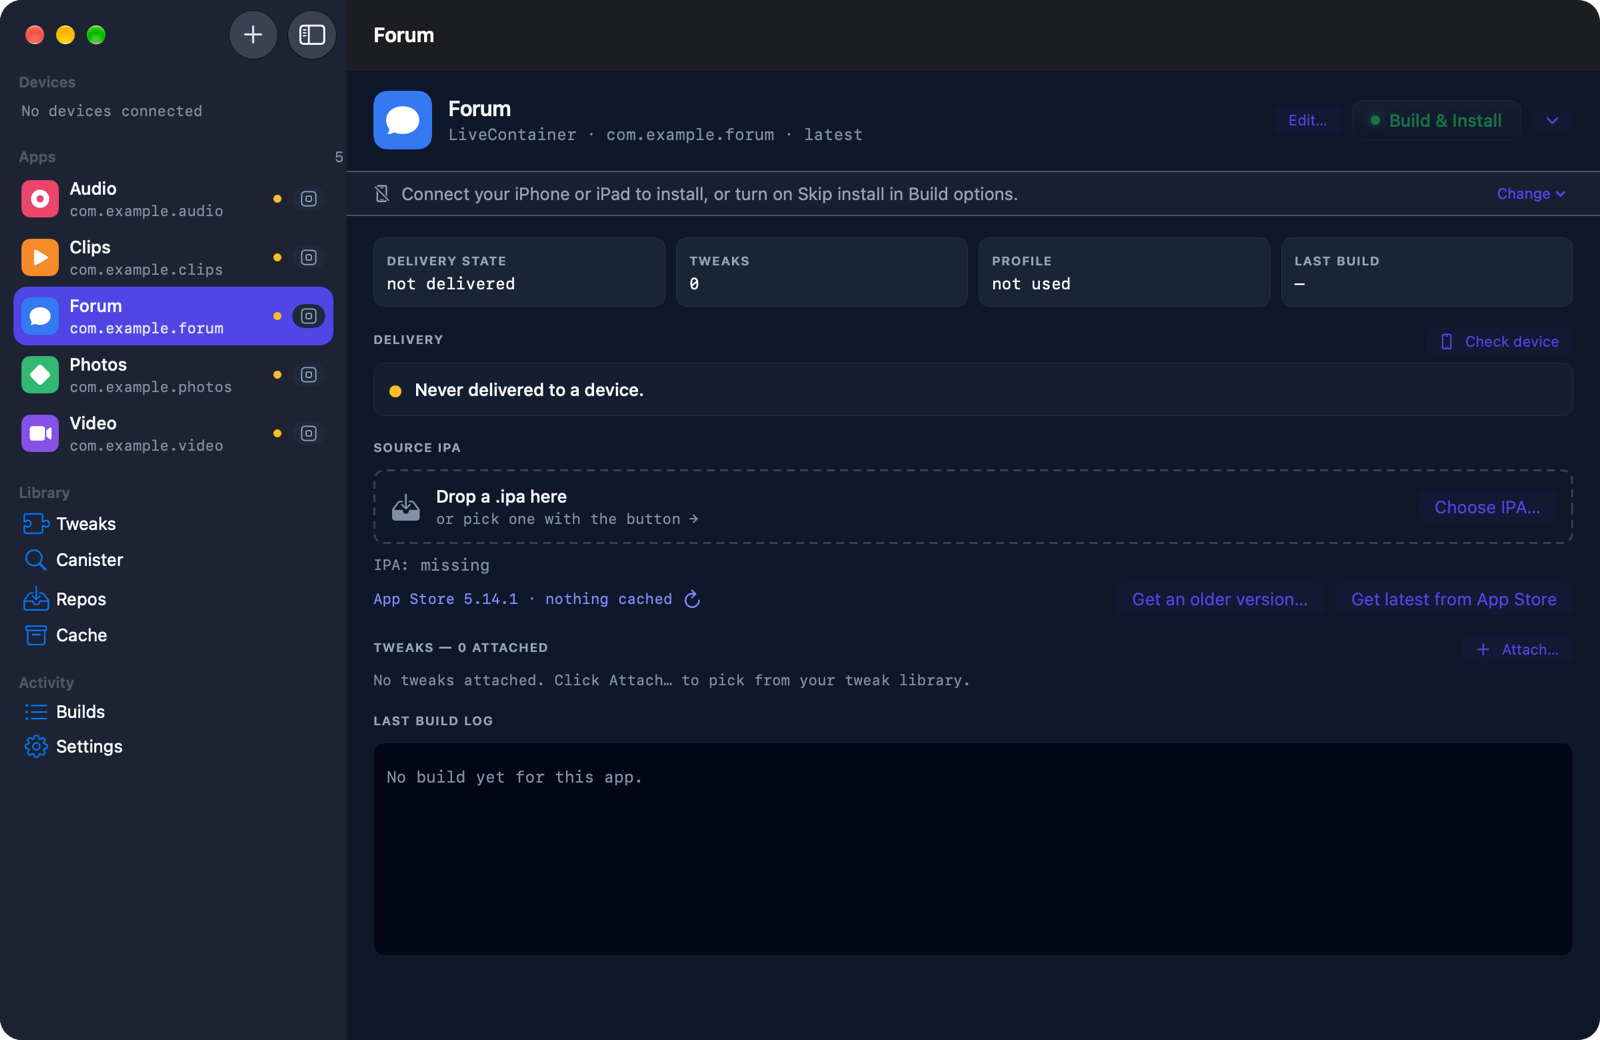 Forum
Devices
No devices connected
Apps
5
Audio
com.example.audio
Clips
com.example.clips
Forum
com.example.forum
Photos
com.example.photos
Video
com.example.video
Library
Tweaks
Canister
Repos
Cache
Activity
Builds
Settings
Forum
LiveContainer · com.example.forum · latest
Edit...
Build & Install
Connect your iPhone or iPad to install, or turn on Skip install in Build options.
Change
DELIVERY STATE
not delivered
TWEAKS
0
PROFILE
not used
LAST BUILD
—
DELIVERY
Check device
Never delivered to a device.
SOURCE IPA
Drop a .ipa here
or pick one with the button →
Choose IPA...
IPA: missing
App Store 5.14.1 · nothing cached
Get an older version...
Get latest from App Store
TWEAKS — 0 ATTACHED
Attach...
No tweaks attached. Click Attach… to pick from your tweak library.
LAST BUILD LOG
No build yet for this app.